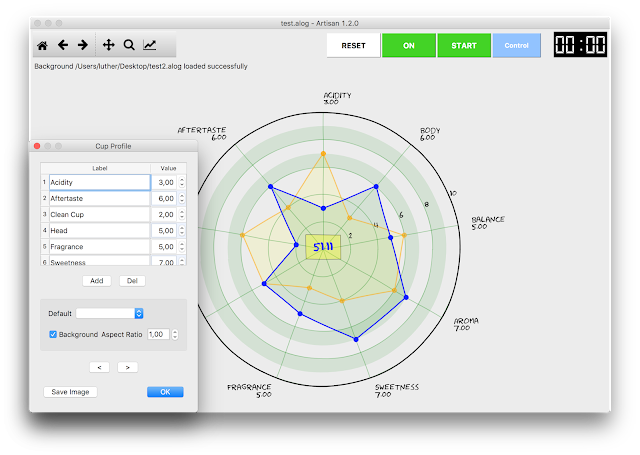 test.alog - Artisan 1.2.0
RESET
ON
START
Control
00:00
Background /Users/luther/Desktop/test2.alog loaded successfully
ACIDITY
3.00
AFTERTASTE
6.00
BODY
6.00
Cup Profile
Label Value
1 Acidity 3,00
2 Aftertaste 6,00
3 Clean Cup 2,00
4 Head 5,00
5 Fragrance 5,00
6 Sweetness 7,00
Add Del
Default
Background Aspect Ratio 1,00
< >
Save Image OK
10
8
6
4
2
51.11
BALANCE
5.00
AROMA
7.00
FRAGRANCE
5.00
SWEETNESS
7.00